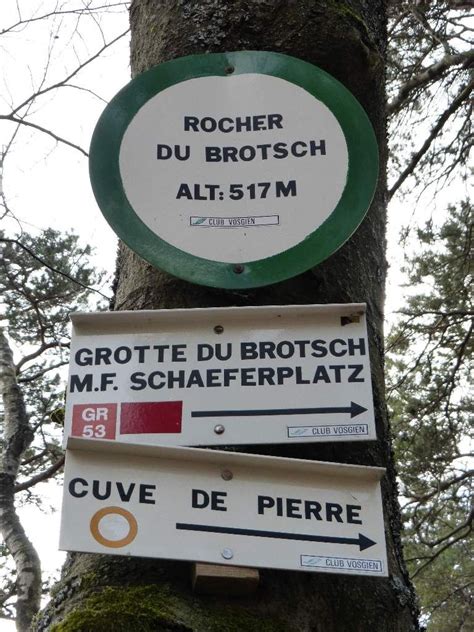 ROCHER
DU BROTSCH
ALT: 517 M
CLUB VOSGIEN
GROTTE DU BROTSCH
M.F. SCHAEFERPLATZ
GR
53
CLUB VOSGIEN
CUVE DE PIERRE
CLUB VOSGIEN